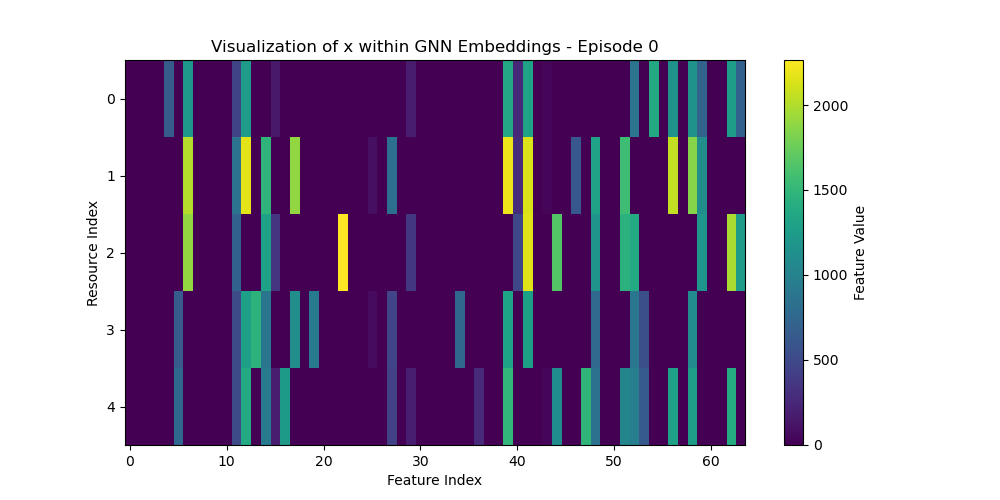 Visualization of x within GNN Embeddings - Episode 0
0
1
2
3
4
Resource Index
0 10 20 30 40 50 60
Feature Index
2000
1500
1000
500
0
Feature Value